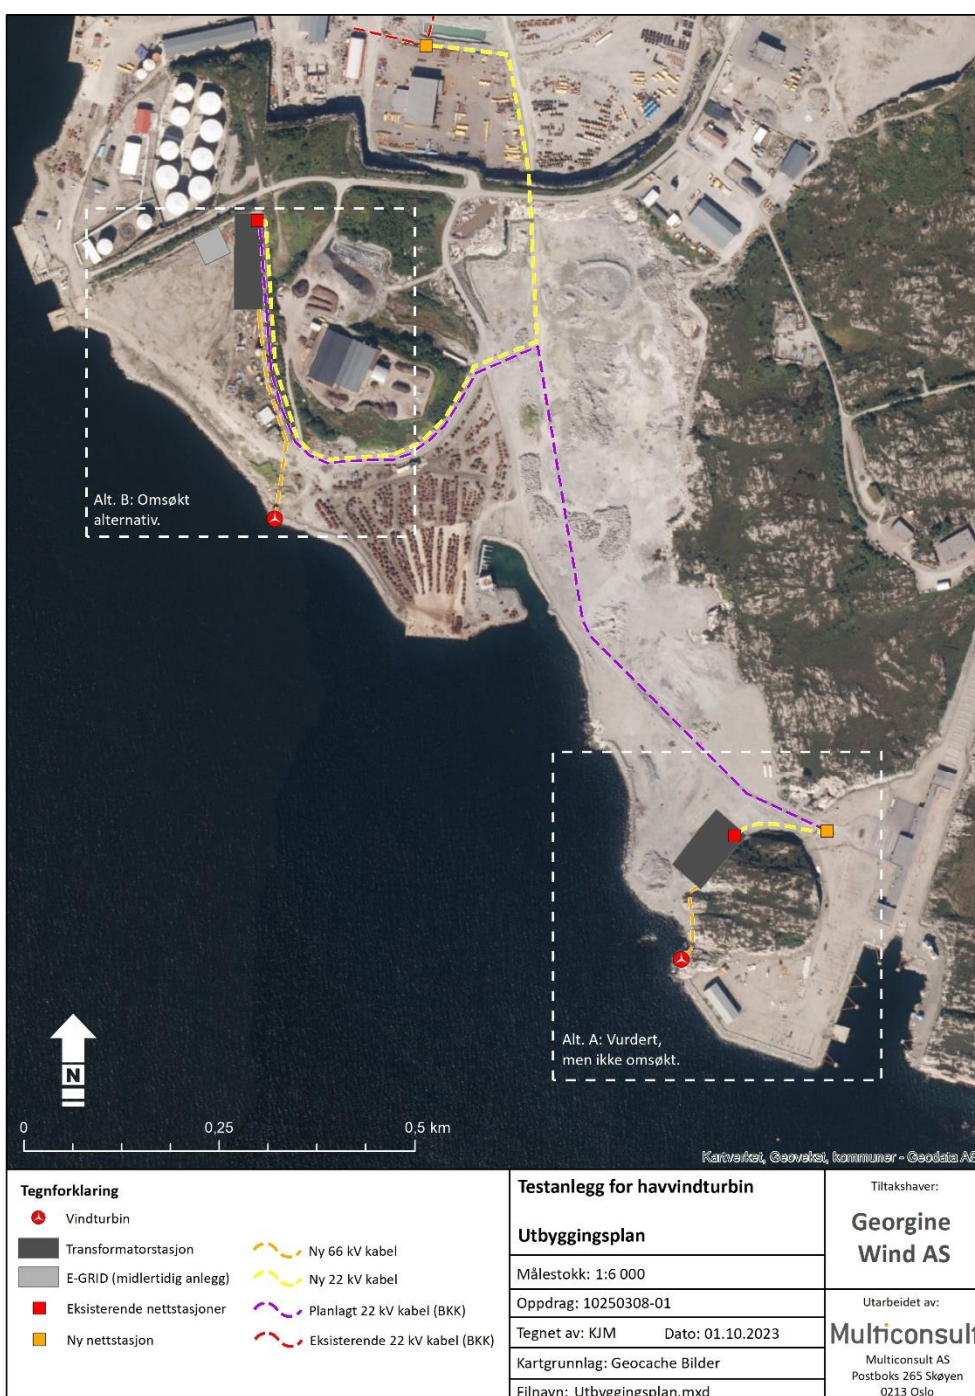 Alt. B: Omsøkt
alternativ.
Alt. A: Vurdert,
men ikke omsøkt.
N
0 0,25 0,5 km
Kartverket, Geovekst, kommuner - Geodata AS
Tegnforklaring
Vindturbin
Transformatorstasjon
E-GRID (midlertidig anlegg)
Eksisterende nettstasjoner
Ny nettstasjon
Ny 66 kV kabel
Ny 22 kV kabel
Planlagt 22 kV kabel (BKK)
Eksisterende 22 kV kabel (BKK)
Testanlegg for havvindturbin
Utbyggingsplan
Målestokk: 1:6 000
Oppdrag: 10250308-01
Tegnet av: KJM Dato: 01.10.2023
Kartgrunnlag: Geocache Bilder
Filnavn: Utbyggingsplan.mxd
Tiltakshaver:
Georgine
Wind AS
Utarbeidet av:
Multiconsult
Multiconsult AS
Postboks 265 Skøyen
0213 Oslo